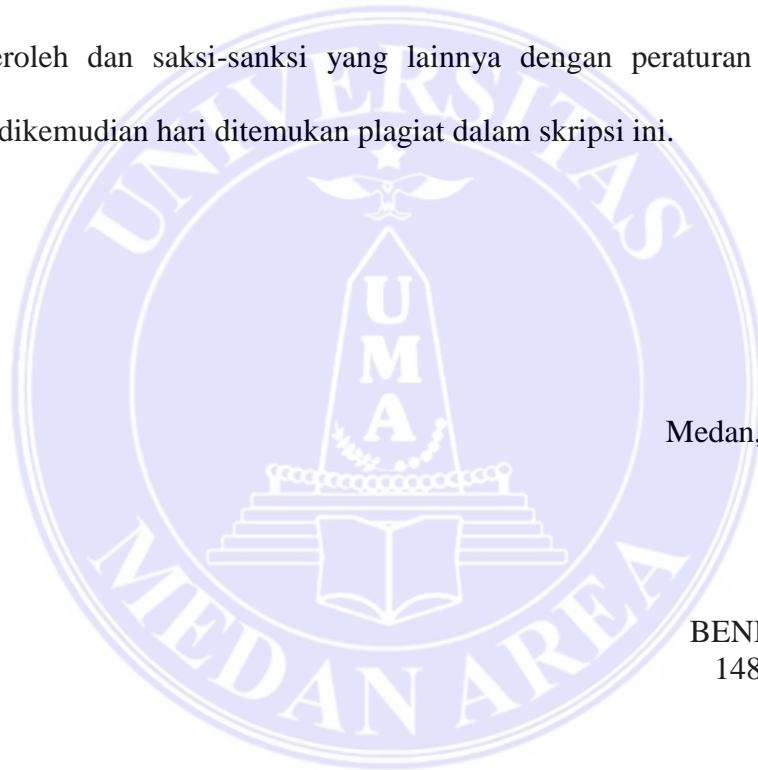 eroleh dan saksi-sanksi yang lainnya dengan peraturan
dikemudian hari ditemukan plagiat dalam skripsi ini.
UNIVERSITAS
UMA
MEDAN AREA
Medan,
148